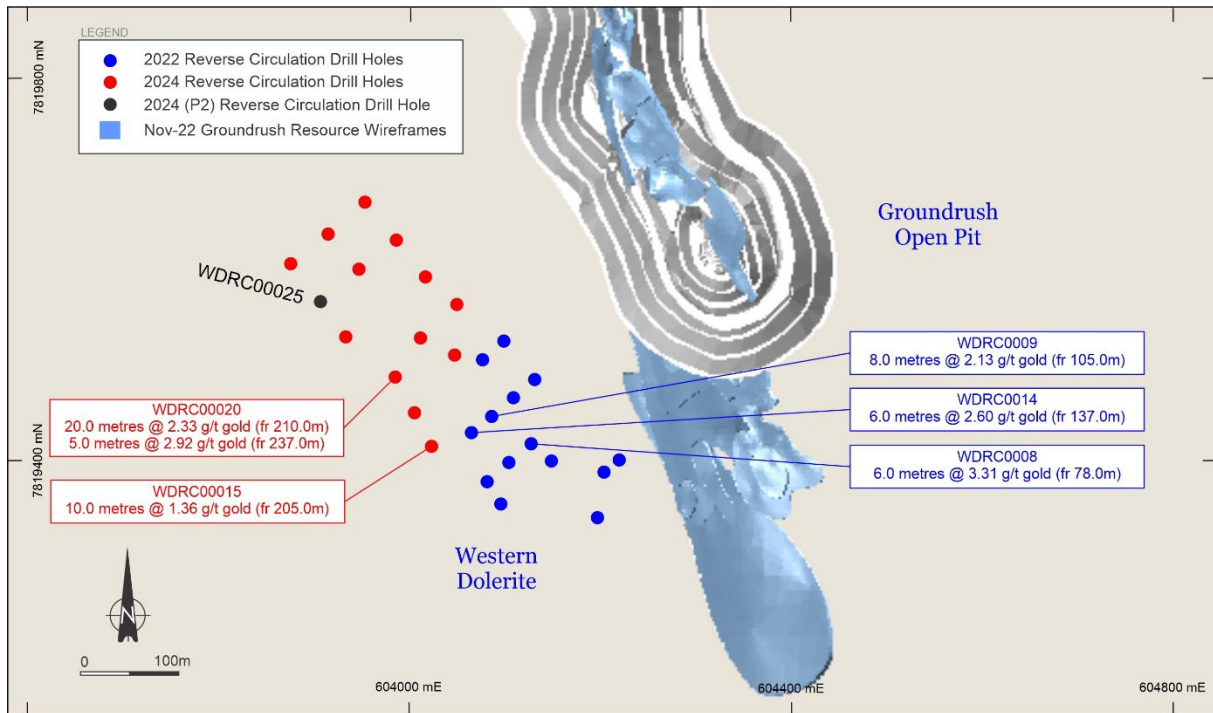 LEGEND
2022 Reverse Circulation Drill Holes
2024 Reverse Circulation Drill Holes
2024 (P2) Reverse Circulation Drill Hole
Nov-22 Groundrush Resource Wireframes
7819800 mN
Groundrush
Open Pit
WDRC00025
WDRC0009
8.0 metres @ 2.13 g/t gold (fr 105.0m)
WDRC0014
6.0 metres @ 2.60 g/t gold (fr 137.0m)
WDRC0008
6.0 metres @ 3.31 g/t gold (fr 78.0m)
WDRC00020
20.0 metres @ 2.33 g/t gold (fr 210.0m)
5.0 metres @ 2.92 g/t gold (fr 237.0m)
7819400 mN
WDRC00015
10.0 metres @ 1.36 g/t gold (fr 205.0m)
Western
Dolerite
N
0 100m
604000 mE
604400 mE
604800 mE